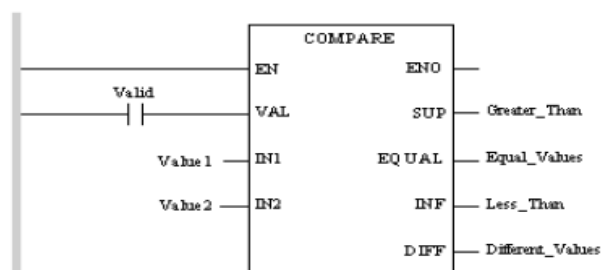 COMPARE
EN ENO
Valid
VAL SUP Greater_Than
Value1 IN1 EQUAL Equal_Values
Value2 IN2 INF Less_Than
DIFF Different_Values